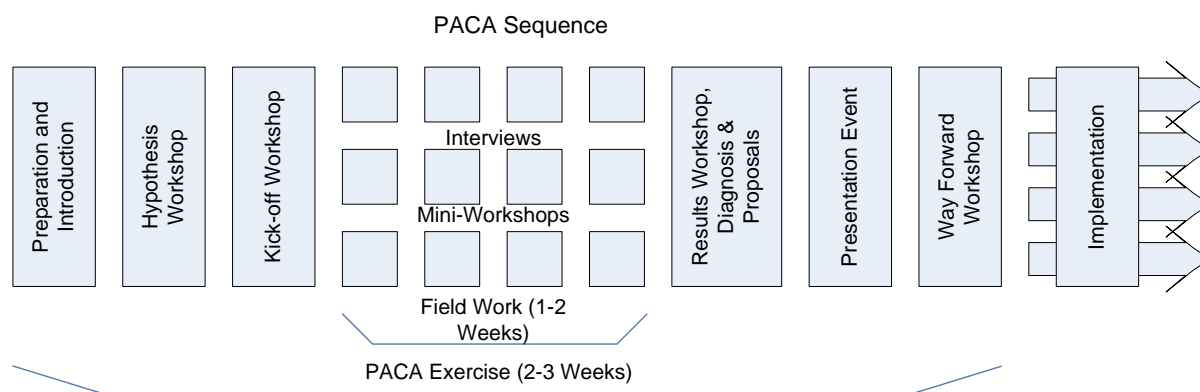 PACA Sequence
Preparation and
Introduction
Hypothesis
Workshop
Kick-off Workshop
Interviews
Mini-Workshops
Field Work (1-2
Weeks)
Results Workshop,
Diagnosis &
Proposals
Presentation Event
Way Forward
Workshop
Implementation
PACA Exercise (2-3 Weeks)